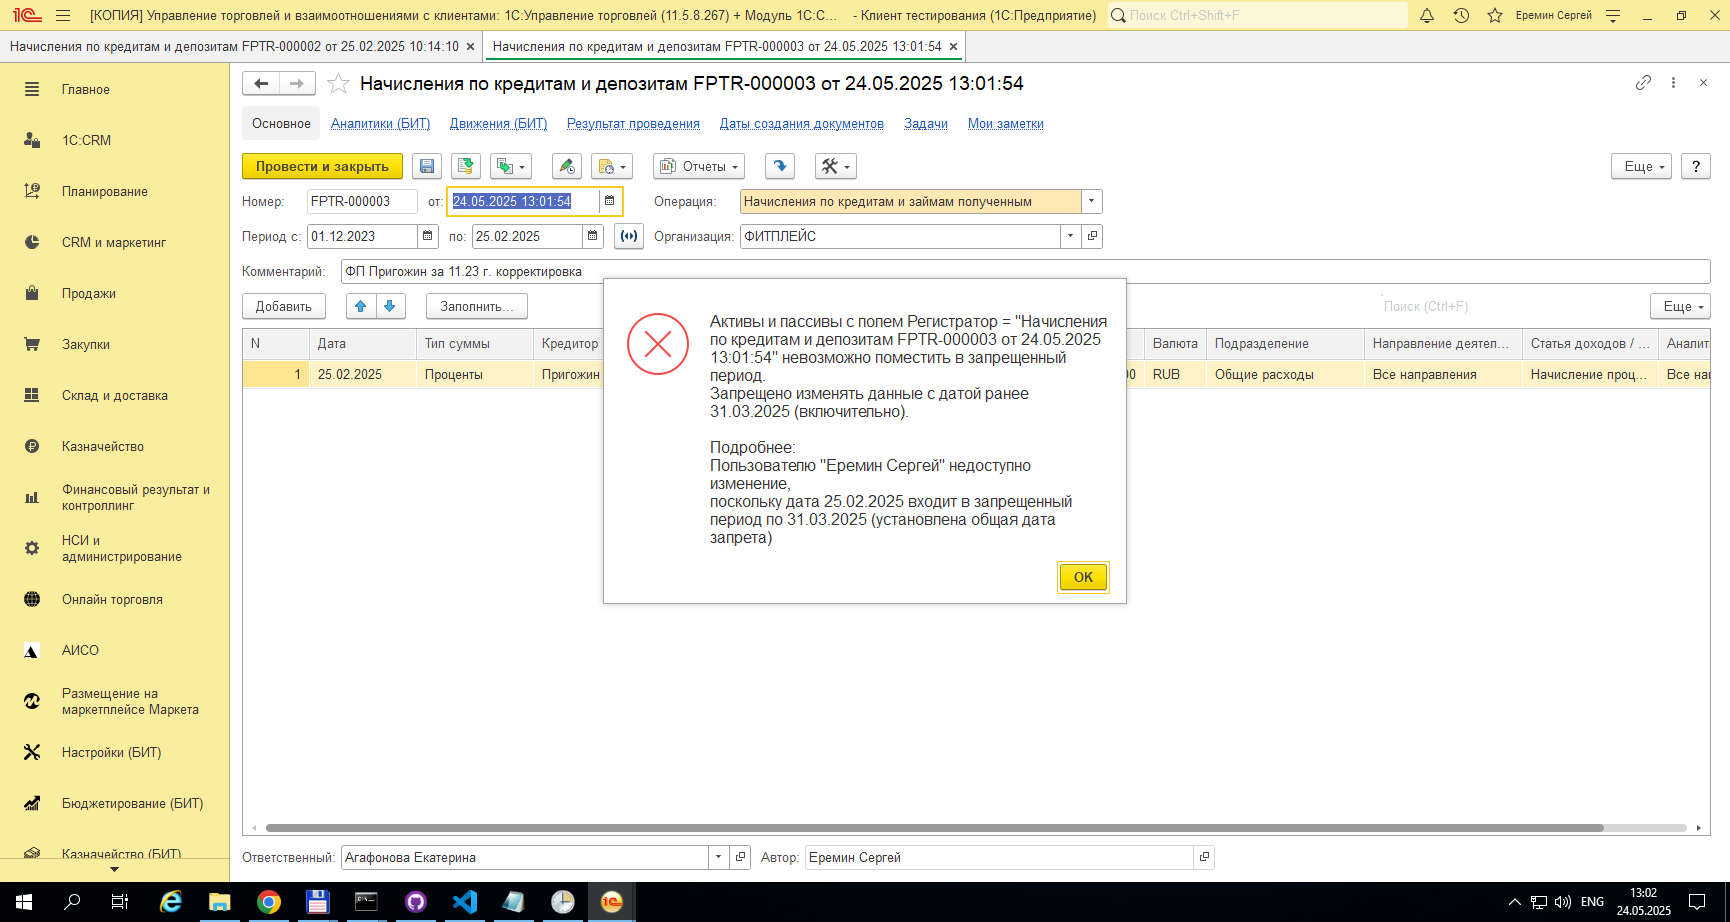 [КОПИЯ] Управление торговлей и взаимоотношениями с клиентами: 1С:Управление торговлей (11.5.8.267) + Модуль 1С:С... - Клиент тестирования (1С:Предприятие)
Поиск Ctrl+Shift+F
Еремин Сергей
Начисления по кредитам и депозитам FPTR-000002 от 25.02.2025 10:14:10 ×
Начисления по кредитам и депозитам FPTR-000003 от 24.05.2025 13:01:54 ×
Главное
1С:CRM
Планирование
CRM и маркетинг
Продажи
Закупки
Склад и доставка
Казначейство
Финансовый результат и
контроллинг
НСИ и
администрирование
Онлайн торговля
АИСО
Размещение на
маркетплейсе Маркета
Настройки (БИТ)
Бюджетирование (БИТ)
Казначейство (БИТ)
Начисления по кредитам и депозитам FPTR-000003 от 24.05.2025 13:01:54
Основное Аналитики (БИТ) Движения (БИТ) Результат проведения Даты создания документов Задачи Мои заметки
Провести и закрыть Отчеты Еще ?
Номер: FPTR-000003 от: 24.05.2025 13:01:54 Операция: Начисления по кредитам и займам полученным
Период с: 01.12.2023 по: 25.02.2025 Организация: ФИТПЛЕЙС
Комментарий: ФП Пригожин за 11.23 г. корректировка
Добавить Заполнить... Поиск (Ctrl+F) Еще
N Дата Тип суммы Кредитор Валюта Подразделение Направление деятел... Статья доходов / ... Аналит
1 25.02.2025 Проценты Пригожин 00 RUB Общие расходы Все направления Начисление проц... Все на
Активы и пассивы с полем Регистратор = "Начисления
по кредитам и депозитам FPTR-000003 от 24.05.2025
13:01:54" невозможно поместить в запрещенный
период.
Запрещено изменять данные с датой ранее
31.03.2025 (включительно).
Подробнее:
Пользователю "Еремин Сергей" недоступно
изменение,
поскольку дата 25.02.2025 входит в запрещенный
период по 31.03.2025 (установлена общая дата
запрета)
OK
Ответственный: Агафонова Екатерина Автор: Еремин Сергей
ENG
13:02
24.05.2025